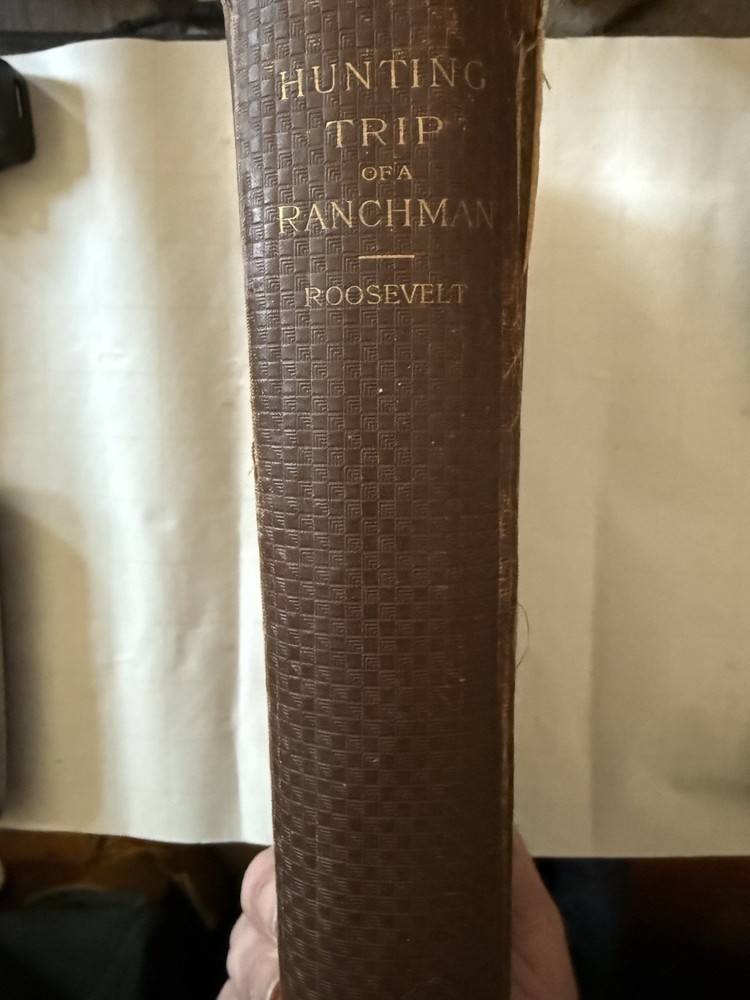 HUNTING
TRIP
OF A
RANCHMAN
ROOSEVELT